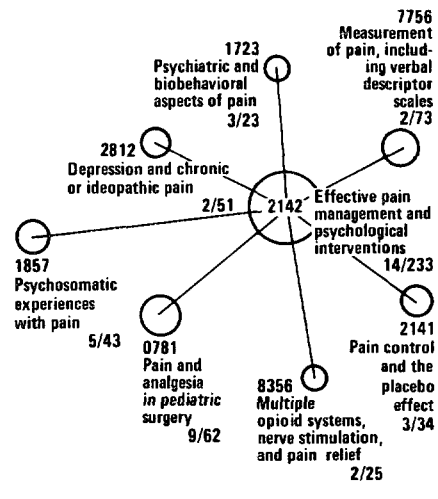 7756
Measurement
of pain, includ-
ing verbal
descriptor
scales
2/73
1723
Psychiatric and
biobehavioral
aspects of pain
3/23
2812
Depression and chronic
or ideopathic pain
2/51
2142
Effective pain
management and
psychological
interventions
14/233
1857
Psychosomatic
experiences
with pain
5/43
0781
Pain and
analgesia
in pediatric
surgery
9/62
8356
Multiple
opioid systems,
nerve stimulation,
and pain relief
2/25
2141
Pain control
and the
placebo
effect
3/34